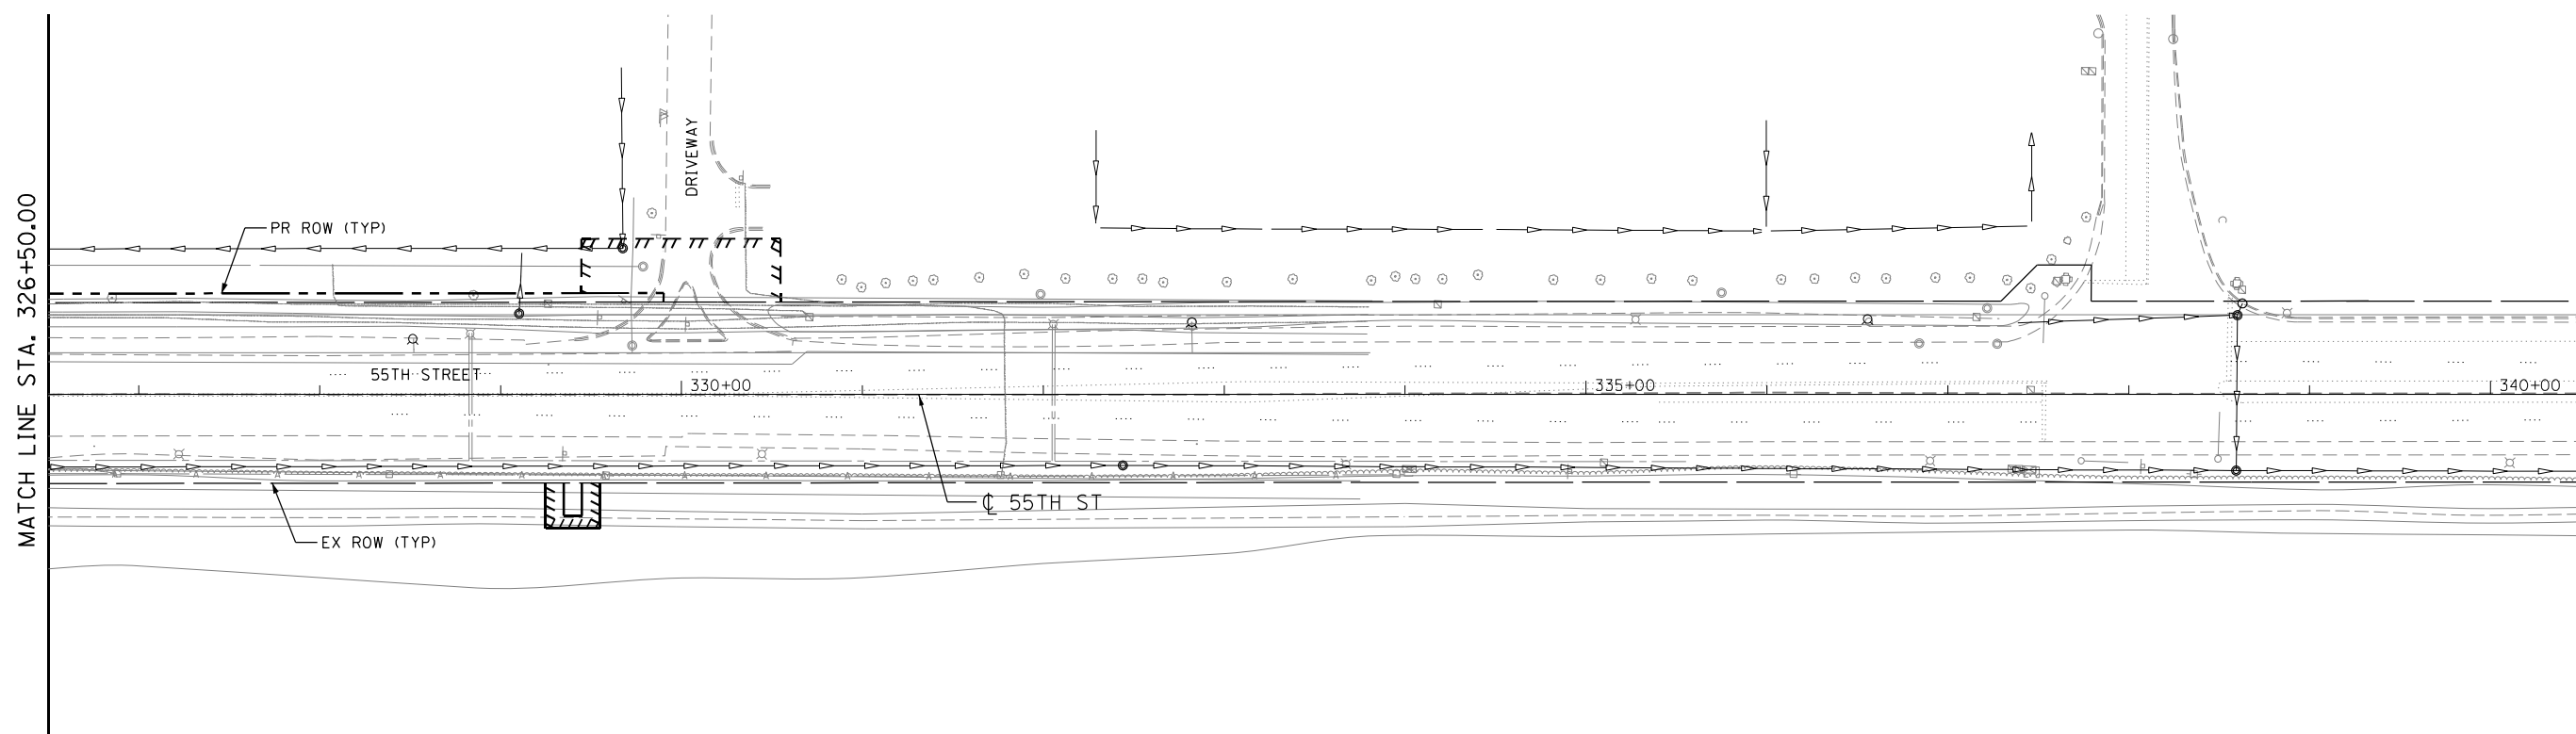 MATCH LINE STA. 326+50.00
DRIVEWAY
PR ROW (TYP)
55TH STREET
330+00
335+00
340+00
℄ 55TH ST
EX ROW (TYP)